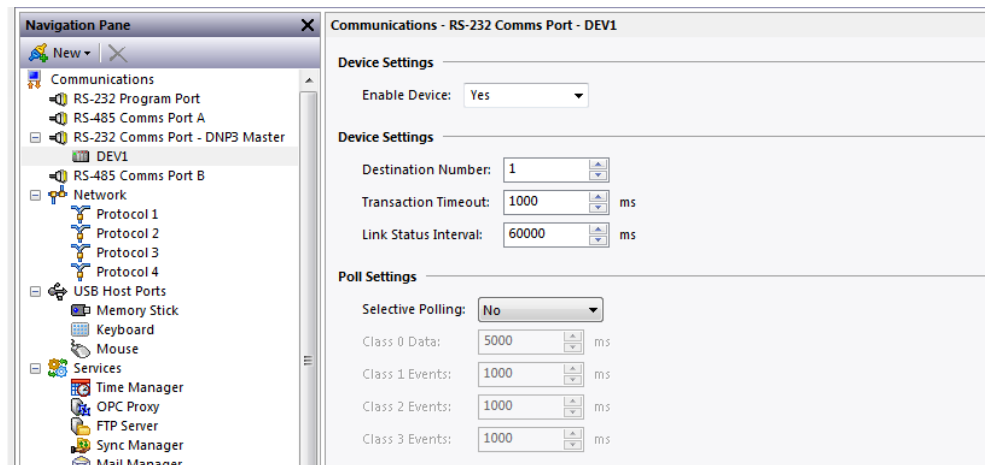 Navigation Pane
New
Communications
RS-232 Program Port
RS-485 Comms Port A
RS-232 Comms Port - DNP3 Master
DEV1
RS-485 Comms Port B
Network
Protocol 1
Protocol 2
Protocol 3
Protocol 4
USB Host Ports
Memory Stick
Keyboard
Mouse
Services
Time Manager
OPC Proxy
FTP Server
Sync Manager
Mail Manager
Communications - RS-232 Comms Port - DEV1
Device Settings
Enable Device: Yes
Device Settings
Destination Number: 1
Transaction Timeout: 1000 ms
Link Status Interval: 60000 ms
Poll Settings
Selective Polling: No
Class 0 Data: 5000 ms
Class 1 Events: 1000 ms
Class 2 Events: 1000 ms
Class 3 Events: 1000 ms